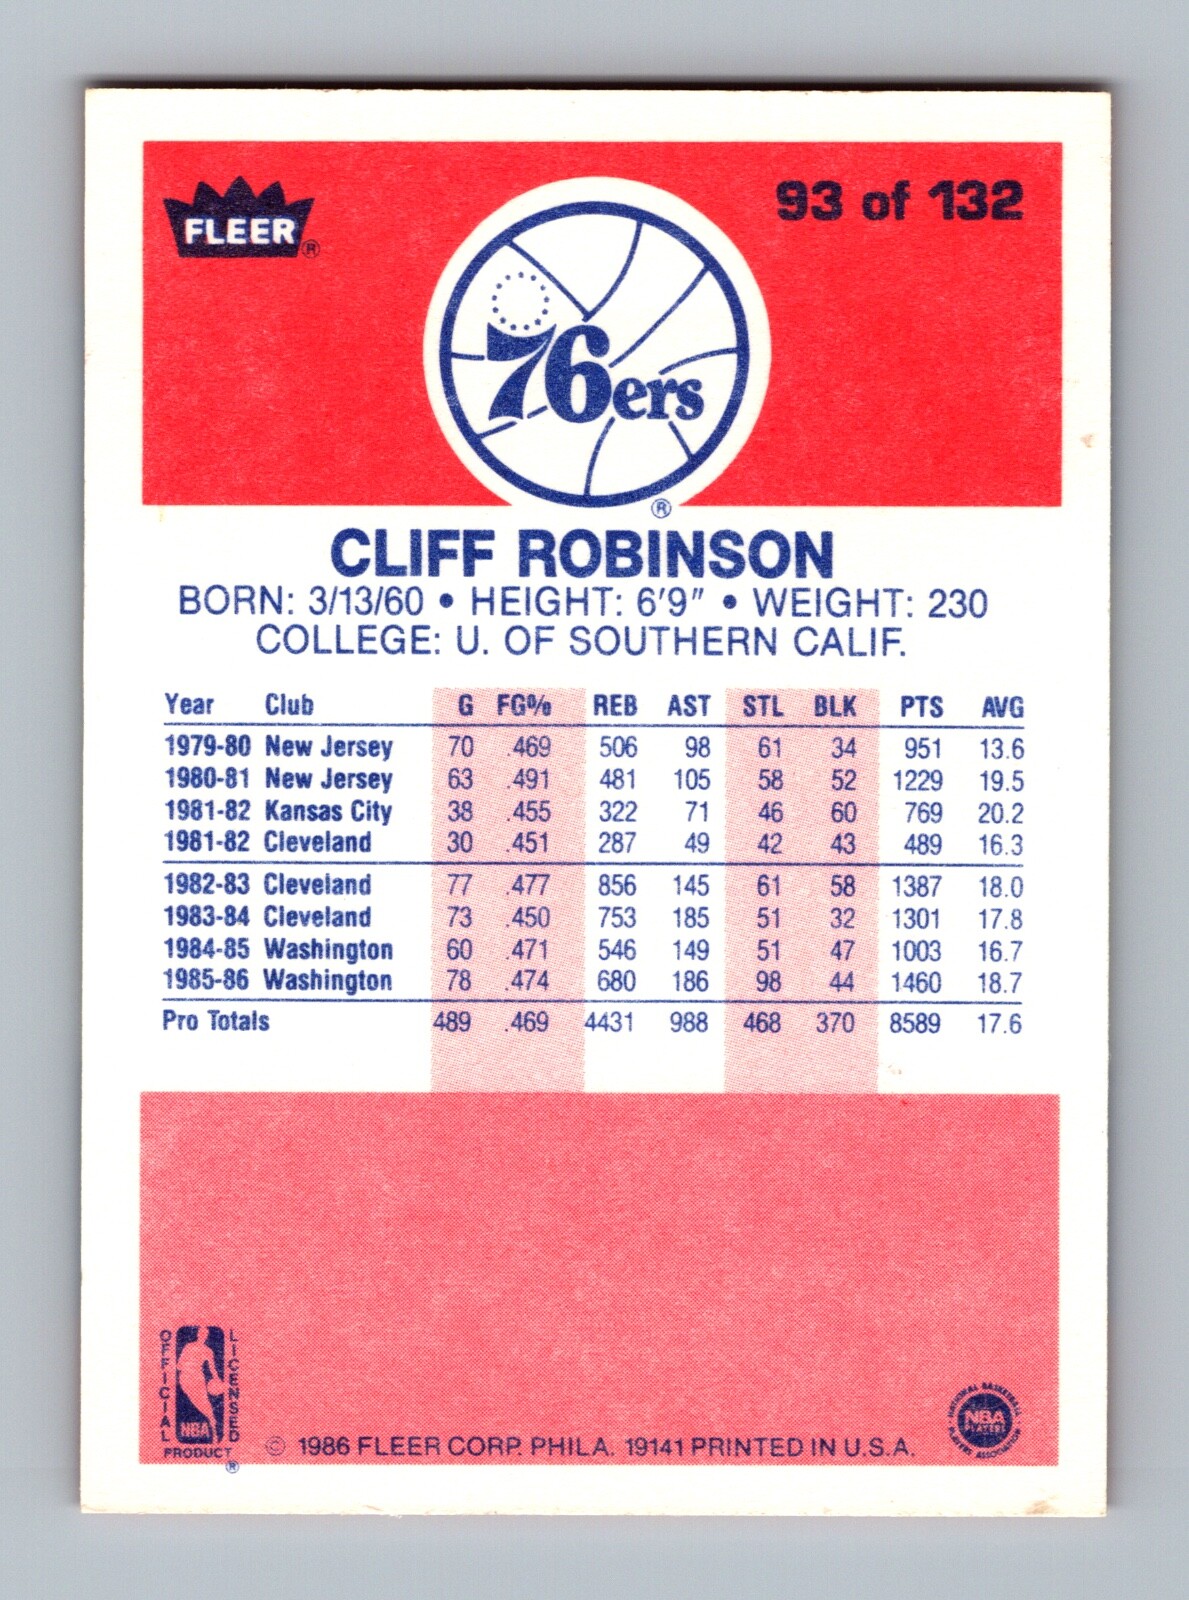 FLEER ®
93 of 132
76ers ®
CLIFF ROBINSON
BORN: 3/13/60 • HEIGHT: 6'9" • WEIGHT: 230
COLLEGE: U. OF SOUTHERN CALIF.
Year Club G FG% REB AST STL BLK PTS AVG
1979-80 New Jersey 70 .469 506 98 61 34 951 13.6
1980-81 New Jersey 63 .491 481 105 58 52 1229 19.5
1981-82 Kansas City 38 .455 322 71 46 60 769 20.2
1981-82 Cleveland 30 .451 287 49 42 43 489 16.3
1982-83 Cleveland 77 .477 856 145 61 58 1387 18.0
1983-84 Cleveland 73 .450 753 185 51 32 1301 17.8
1984-85 Washington 60 .471 546 149 51 47 1003 16.7
1985-86 Washington 78 .474 680 186 98 44 1460 18.7
Pro Totals 489 .469 4431 988 468 370 8589 17.6
OFFICIAL
NBA
LICENSED
PRODUCT ®
© 1986 FLEER CORP. PHILA. 19141 PRINTED IN U.S.A.
NATIONAL BASKETBALL
NBA
PLAYERS
PLAYERS ASSOCIATION